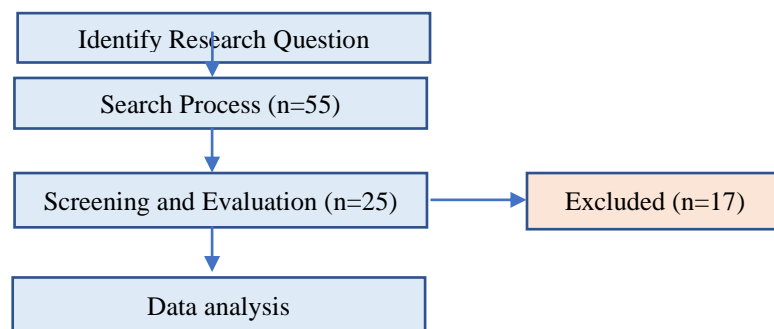 Identify Research Question
Search Process (n=55)
Screening and Evaluation (n=25)
Excluded (n=17)
Data analysis